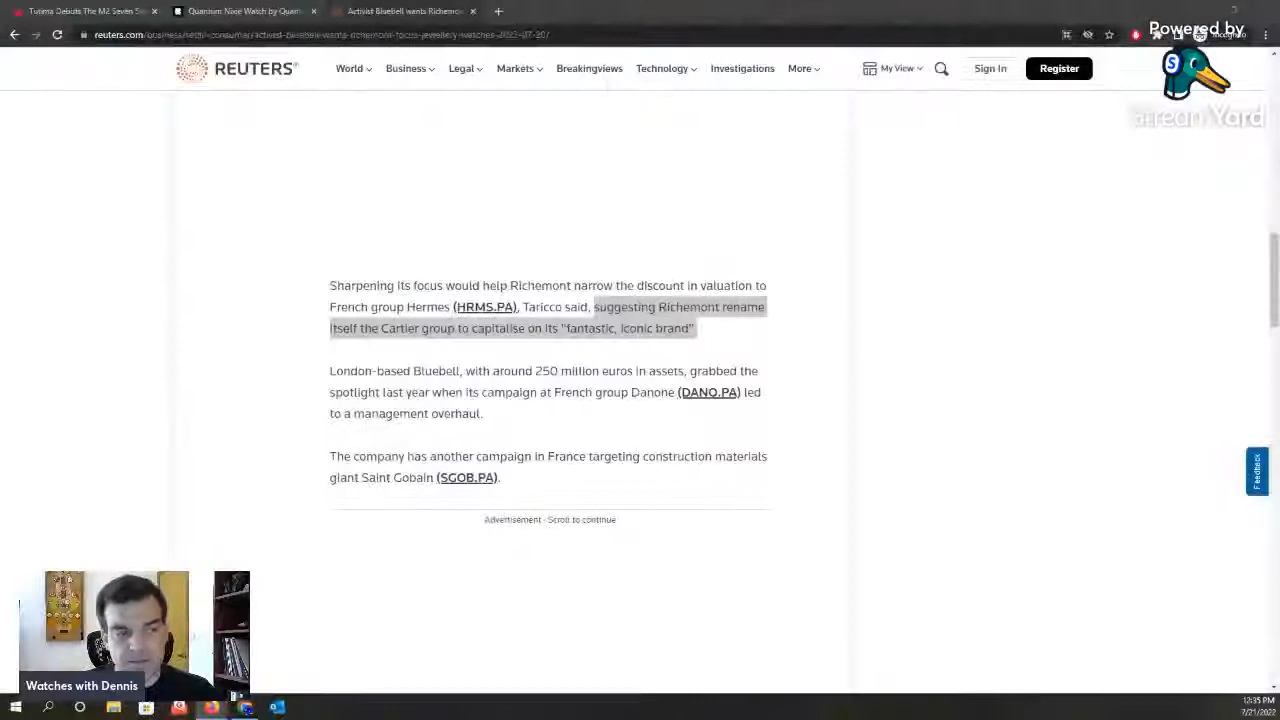 Tutima Debuts The M2 Seven S
Quantum Nixie Watch by Quan
Activist Bluebell wants Richemon
Powered by
REUTERS
World
Business
Legal
Markets
Breakingviews
Technology
Investigations
More
My View
Sign In
Register
S
Yard
Sharpening its focus would help Richemont narrow the discount in valuation to
French group Hermes (HRMS.PA), Taricco said, suggesting Richemont rename
itself the Cartier group to capitalise on its "fantastic, iconic brand"
London-based Bluebell, with around 250 million euros in assets, grabbed the
spotlight last year when its campaign at French group Danone (DANO.PA) led
to a management overhaul.
The company has another campaign in France targeting construction materials
giant Saint Gobain (SGOB.PA).
Feedback
Advertisement · Scroll to continue
Watches with Dennis
12:35 PM
7/21/2022